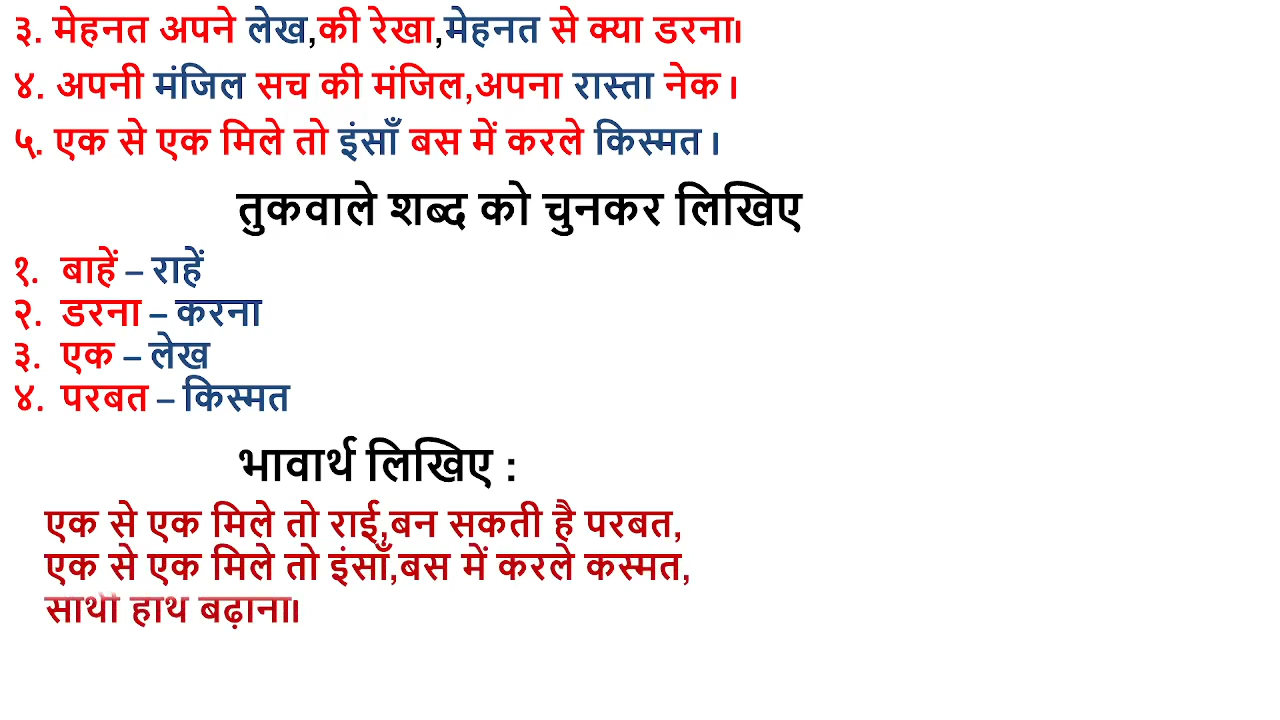 ३. मेहनत अपने लेख,की रेखा,मेहनत से क्या डरना।
४. अपनी मंजिल सच की मंजिल,अपना रास्ता नेक।
५. एक से एक मिले तो इंसाँ बस में करले किस्मत।
तुकवाले शब्द को चुनकर लिखिए
१. बाहें – राहें
२. डरना – करना
३. एक – लेख
४. परबत – किस्मत
भावार्थ लिखिए :
एक से एक मिले तो राई,बन सकती है परबत,
एक से एक मिले तो इंसाँ,बस में करले कस्मत,
साथी हाथ बढ़ाना।